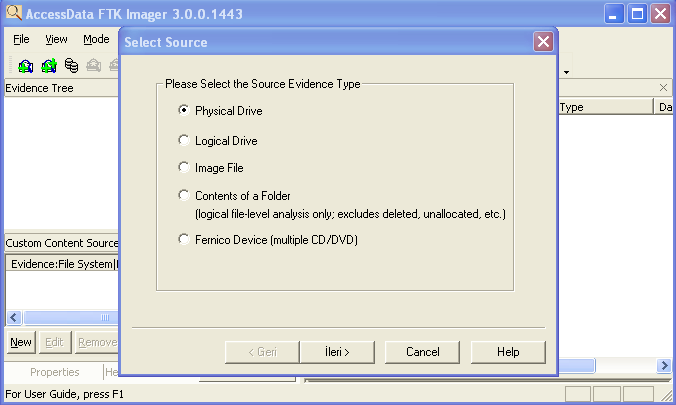 AccessData FTK Imager 3.0.0.1443
File View Mode
Select Source
Evidence Tree
Type Da
Please Select the Source Evidence Type
Physical Drive
Logical Drive
Image File
Contents of a Folder
(logical file-level analysis only; excludes deleted, unallocated, etc.)
Fernico Device (multiple CD/DVD)
Custom Content Source
Evidence:File System|
New Edit Remove
< Geri İleri > Cancel Help
Properties He
For User Guide, press F1